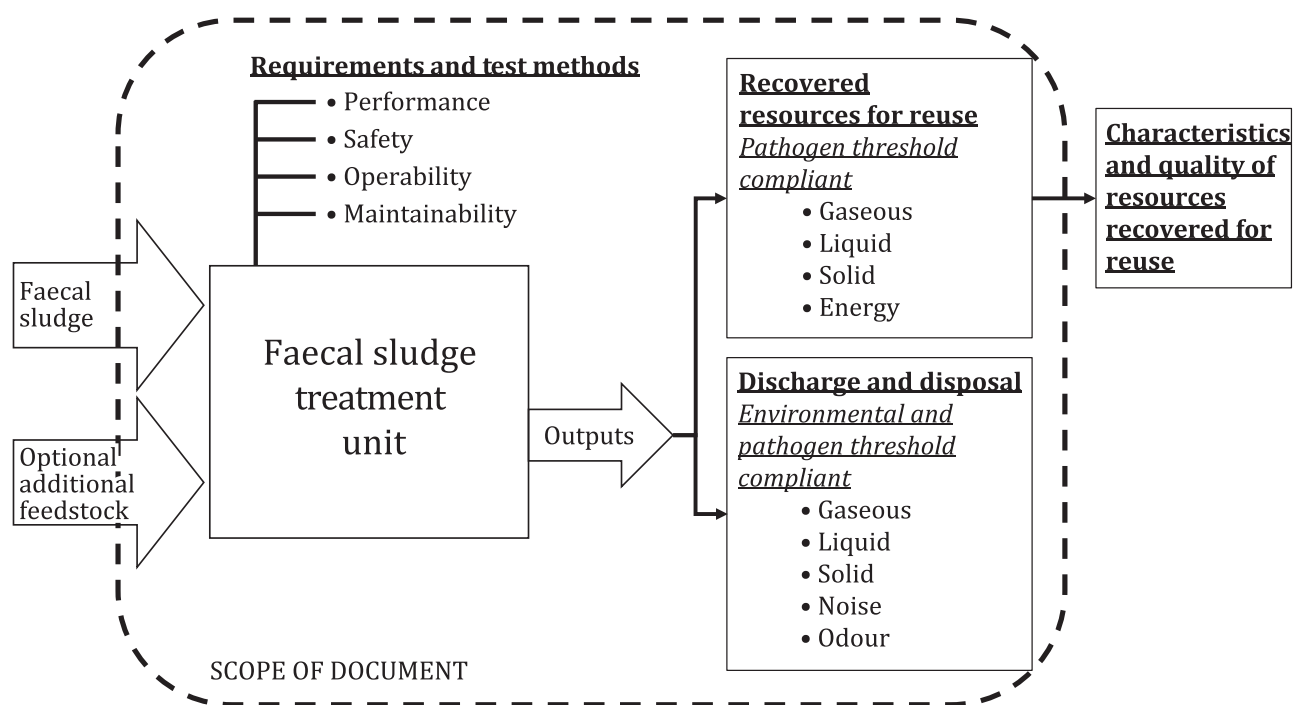 Requirements and test methods
• Performance
• Safety
• Operability
• Maintainability
Faecal
sludge
Optional
additional
feedstock
Faecal sludge
treatment
unit
Outputs
Recovered
resources for reuse
Pathogen threshold
compliant
• Gaseous
• Liquid
• Solid
• Energy
Discharge and disposal
Environmental and
pathogen threshold
compliant
• Gaseous
• Liquid
• Solid
• Noise
• Odour
Characteristics
and quality of
resources
recovered for
reuse
SCOPE OF DOCUMENT